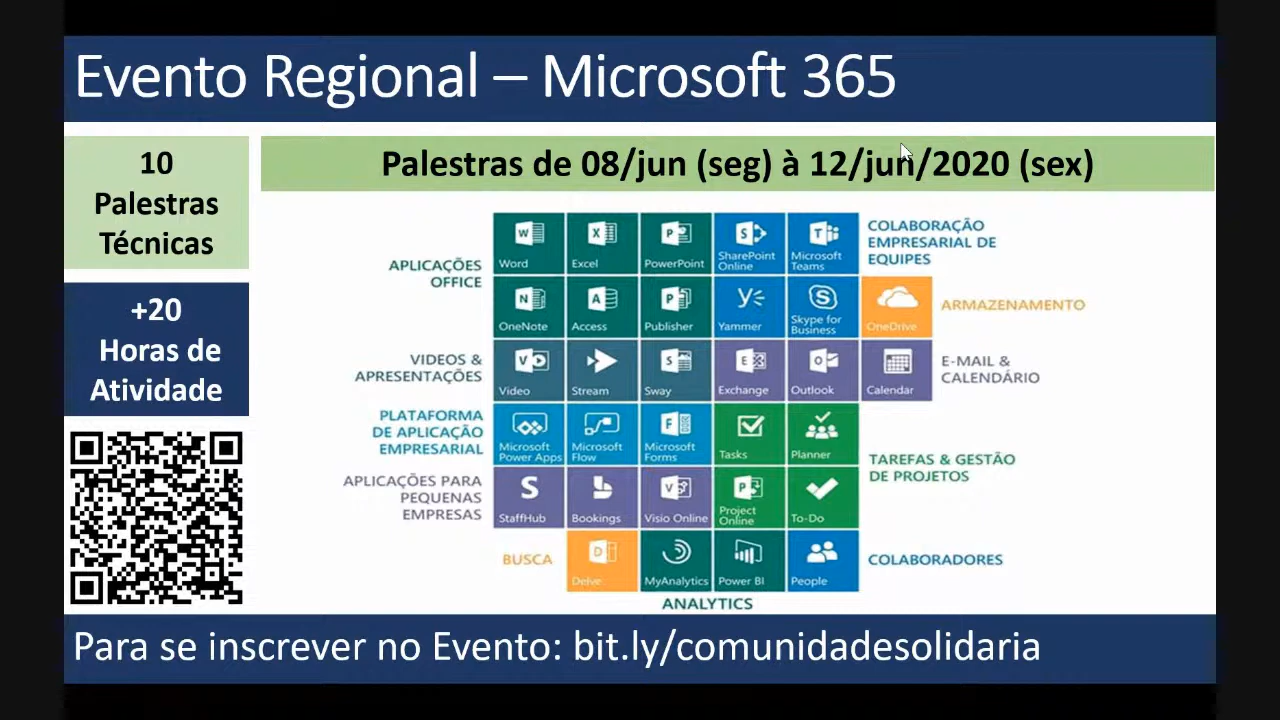 Evento Regional – Microsoft 365
10
Palestras
Técnicas
+20
Horas de
Atividade
Palestras de 08/jun (seg) à 12/jun/2020 (sex)
APLICAÇÕES
OFFICE
Word
Excel
PowerPoint
SharePoint
Online
Microsoft
Teams
COLABORAÇÃO
EMPRESARIAL DE
EQUIPES
OneNote
Access
Publisher
Yammer
Skype for
Business
OneDrive
ARMAZENAMENTO
VIDEOS &
APRESENTAÇÕES
Video
Stream
Sway
Exchange
Outlook
Calendar
E-MAIL &
CALENDÁRIO
PLATAFORMA
DE APLICAÇÃO
EMPRESARIAL
Microsoft
Power Apps
Microsoft
Flow
Microsoft
Forms
Tasks
Planner
TAREFAS & GESTÃO
DE PROJETOS
APLICAÇÕES PARA
PEQUENAS
EMPRESAS
StaffHub
Bookings
Visio Online
Project
Online
To-Do
BUSCA
Delve
MyAnalytics
Power BI
People
COLABORADORES
ANALYTICS
Para se inscrever no Evento: bit.ly/comunidadesolidaria